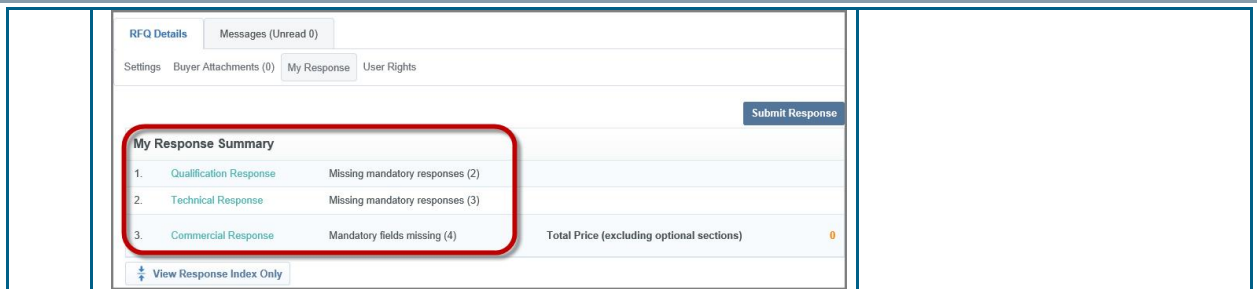 RFQ Details Messages (Unread 0)
Settings Buyer Attachments (0) My Response User Rights
Submit Response
My Response Summary
1. Qualification Response Missing mandatory responses (2)
2. Technical Response Missing mandatory responses (3)
3. Commercial Response Mandatory fields missing (4) Total Price (excluding optional sections) 0
View Response Index Only